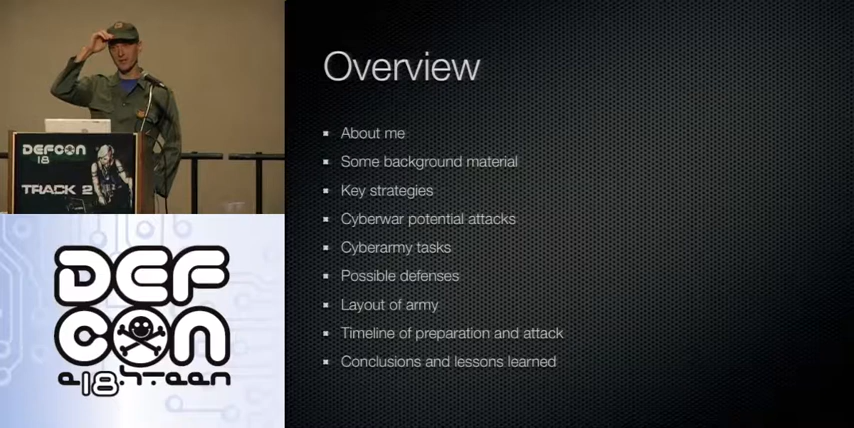 DEFCON
18
TRACK 2
DEF
CON
e18hteen
Overview
About me
Some background material
Key strategies
Cyberwar potential attacks
Cyberarmy tasks
Possible defenses
Layout of army
Timeline of preparation and attack
Conclusions and lessons learned